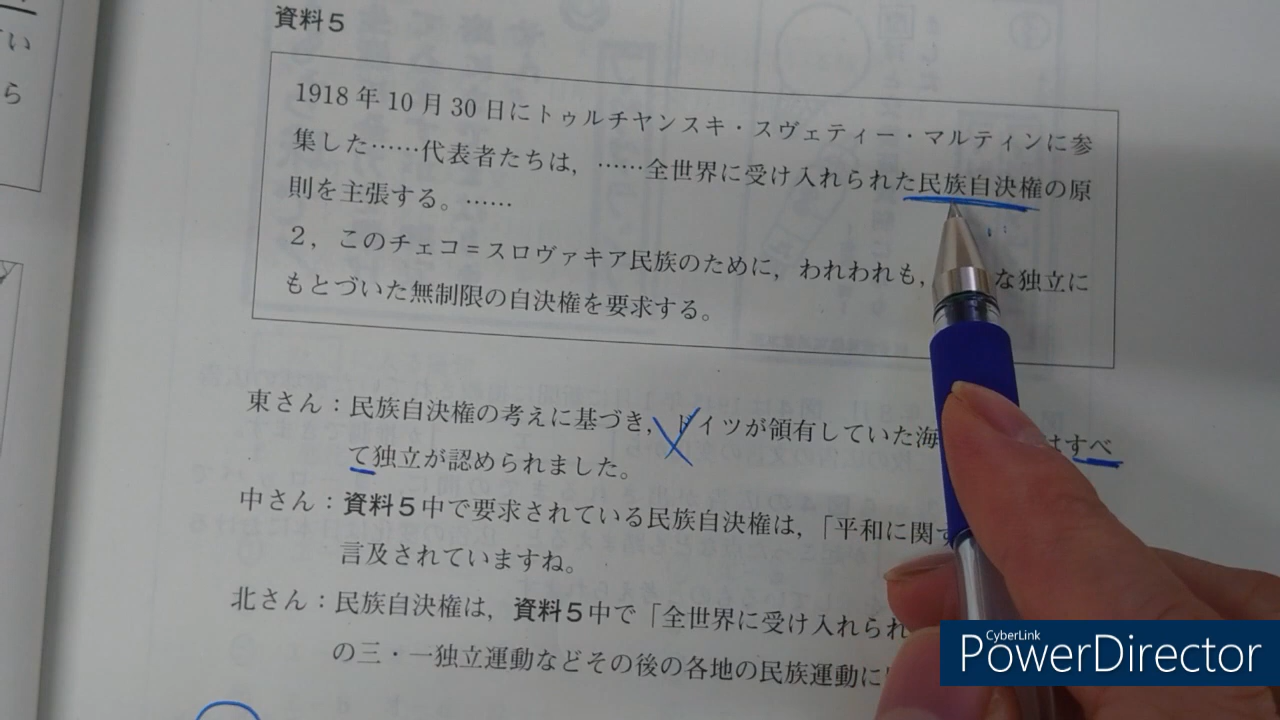 い
ら
資料5
1918年10月30日にトゥルチヤンスキ・スヴェティー・マルティンに参
集した……代表者たちは，……全世界に受け入れられた民族自決権の原
則を主張する。……
2，このチェコ＝スロヴァキア民族のために，われわれも，な独立に
もとづいた無制限の自決権を要求する。
東さん：民族自決権の考えに基づき，ドイツが領有していた海はすべ
て独立が認められました。
中さん：資料5中で要求されている民族自決権は，「平和に関す
言及されていますね。
北さん：民族自決権は，資料5中で「全世界に受け入れられ
の三・一独立運動などその後の各地の民族運動に
CyberLink
PowerDirector